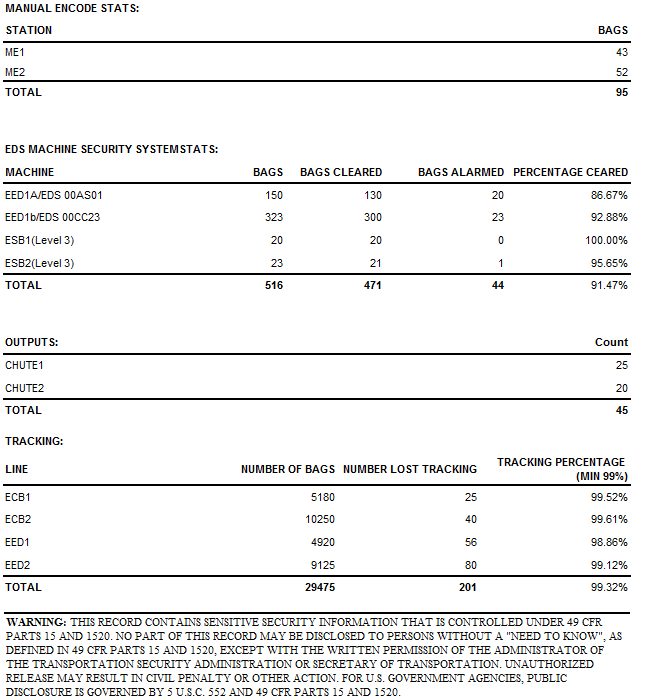 MANUAL ENCODE STATS:
STATION BAGS
ME1 43
ME2 52
TOTAL 95
EDS MACHINE SECURITY SYSTEMSTATS:
MACHINE BAGS BAGS CLEARED BAGS ALARMED PERCENTAGE CEARED
EED1A/EDS 00AS01 150 130 20 86.67%
EED1b/EDS 00CC23 323 300 23 92.88%
ESB1(Level 3) 20 20 0 100.00%
ESB2(Level 3) 23 21 1 95.65%
TOTAL 516 471 44 91.47%
OUTPUTS: Count
CHUTE1 25
CHUTE2 20
TOTAL 45
TRACKING:
LINE NUMBER OF BAGS NUMBER LOST TRACKING TRACKING PERCENTAGE
(MIN 99%)
ECB1 5180 25 99.52%
ECB2 10250 40 99.61%
EED1 4920 56 98.86%
EED2 9125 80 99.12%
TOTAL 29475 201 99.32%
WARNING: THIS RECORD CONTAINS SENSITIVE SECURITY INFORMATION THAT IS CONTROLLED UNDER 49 CFR
PARTS 15 AND 1520. NO PART OF THIS RECORD MAY BE DISCLOSED TO PERSONS WITHOUT A "NEED TO KNOW", AS
DEFINED IN 49 CFR PARTS 15 AND 1520, EXCEPT WITH THE WRITTEN PERMISSION OF THE ADMINISTRATOR OF
THE TRANSPORTATION SECURITY ADMINISTRATION OR SECRETARY OF TRANSPORTATION. UNAUTHORIZED
RELEASE MAY RESULT IN CIVIL PENALTY OR OTHER ACTION. FOR U.S. GOVERNMENT AGENCIES, PUBLIC
DISCLOSURE IS GOVERNED BY 5 U.S.C. 552 AND 49 CFR PARTS 15 AND 1520.